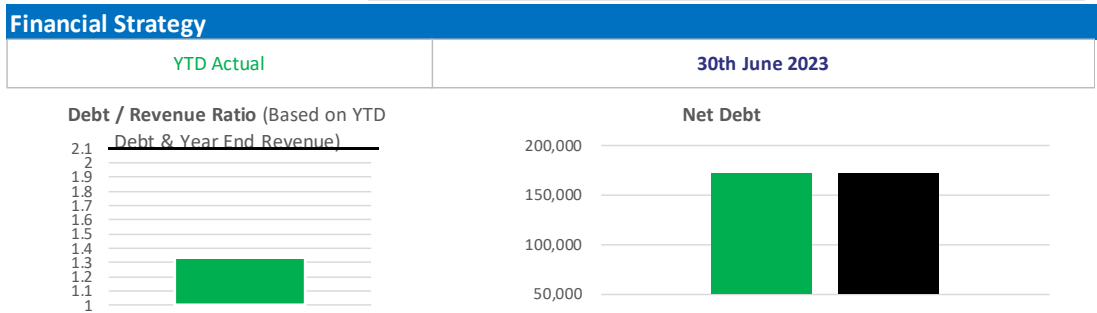 Financial Strategy
YTD Actual
30th June 2023
Debt / Revenue Ratio (Based on YTD
Debt & Year End Revenue)
2.1
2
1.9
1.8
1.7
1.6
1.5
1.4
1.3
1.2
1.1
1
Net Debt
200,000
150,000
100,000
50,000